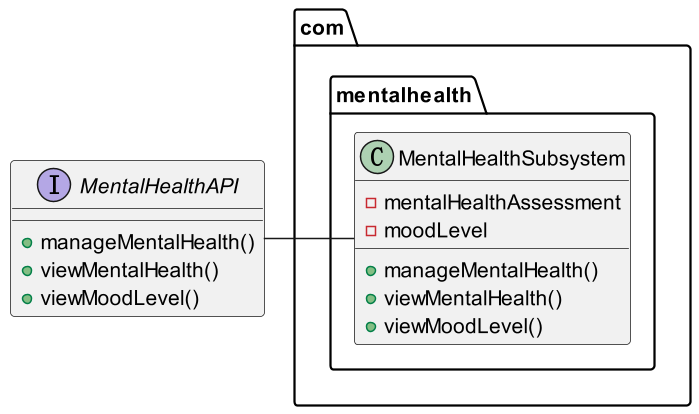 com
mentalhealth
I MentalHealthAPI
manageMentalHealth()
viewMentalHealth()
viewMoodLevel()
C MentalHealthSubsystem
mentalHealthAssessment
moodLevel
manageMentalHealth()
viewMentalHealth()
viewMoodLevel()